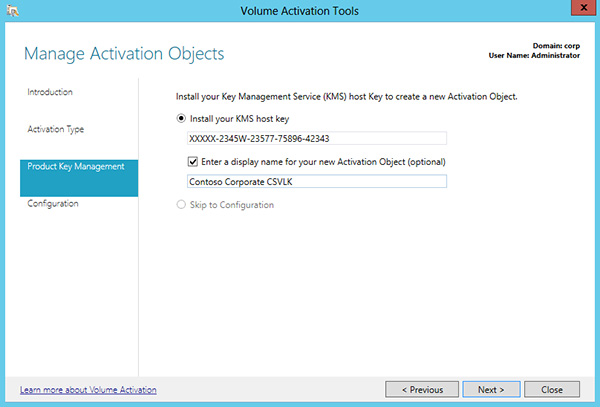 Volume Activation Tools
x
Manage Activation Objects
Domain: corp
User Name: Administrator
Introduction
Activation Type
Product Key Management
Configuration
Install your Key Management Service (KMS) host Key to create a new Activation Object.
Install your KMS host key
XXXXX-2345W-23577-75896-42343
Enter a display name for your new Activation Object (optional)
Contoso Corporate CSVLK
Skip to Configuration
Learn more about Volume Activation
< Previous
Next >
Close